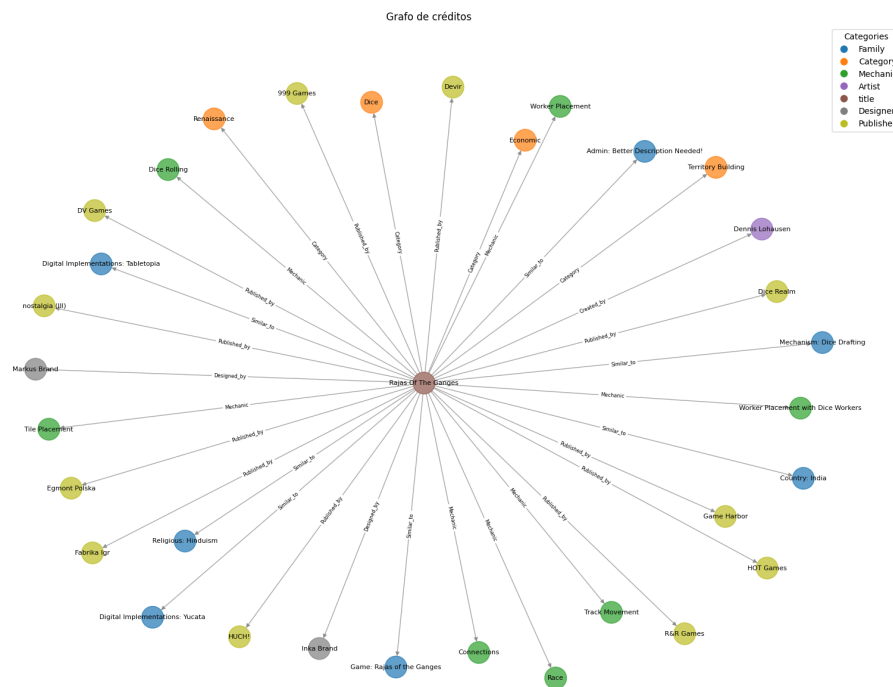 Grafo de créditos
Categories
Family
Category
Mechani
Artist
title
Designer
Publishe
Devir
999 Games
Dice
Worker Placement
Renaissance
Economic
Admin: Better Description Needed!
Territory Building
Dice Rolling
DV Games
Dennis Lohausen
Digital Implementations: Tabletopia
Dice Realm
nostalgia (III)
Mechanism: Dice Drafting
Markus Brand
Rajas Of The Ganges
Worker Placement with Dice Workers
Tile Placement
Country: India
Egmont Polska
Game Harbor
Religious: Hinduism
Fabrika Igr
HOT Games
Digital Implementations: Yucata
Track Movement
HUCH!
R&R Games
Inka Brand
Connections
Game: Rajas of the Ganges
Race
Published_by
Category
Published_by
Category
Mechanic
Category
Mechanic
Similar_to
Category
Published_by
Created_by
Similar_to
Published_by
Published_by
Similar_to
Designed_by
Mechanic
Mechanic
Similar_to
Published_by
Published_by
Published_by
Published_by
Similar_to
Similar_to
Published_by
Designed_by
Similar_to
Mechanic
Mechanic
Mechanic
Published_by